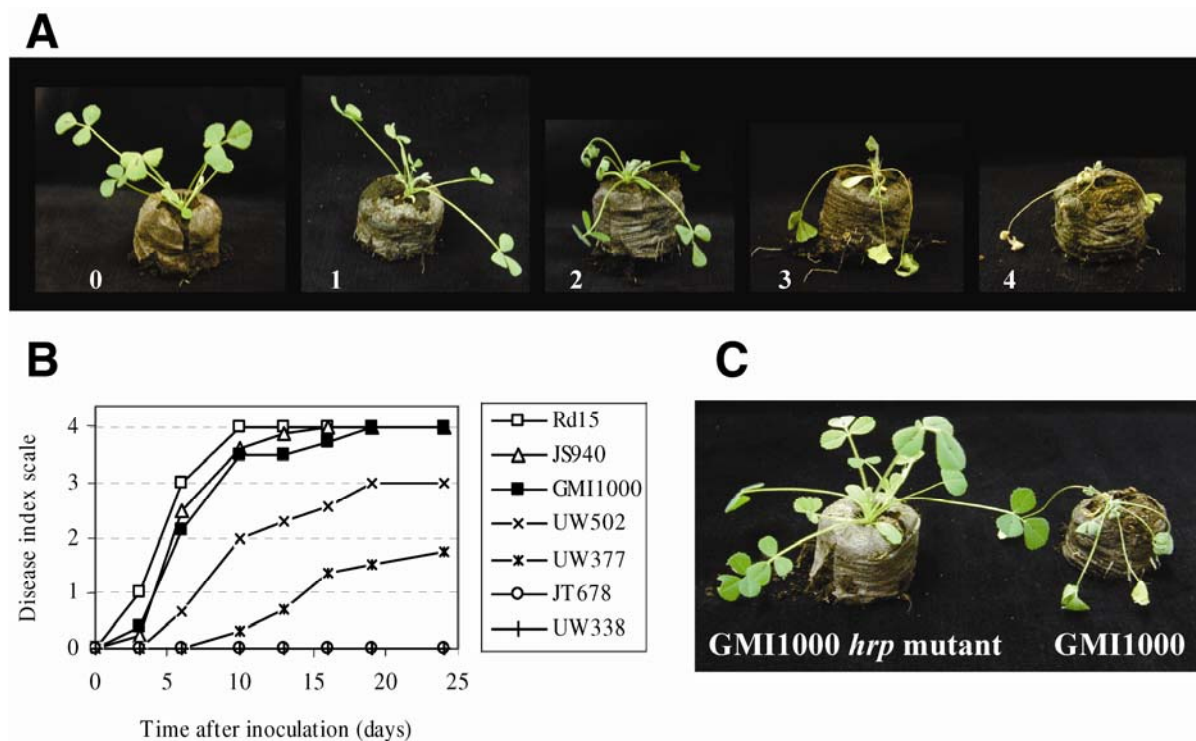 A
0 1 2 3 4
B
Disease index scale
4
3
2
1
0
0 5 10 15 20 25
Time after inoculation (days)
Rd15
JS940
GMI1000
UW502
UW377
JT678
UW338
C
GMI1000 hrp mutant GMI1000